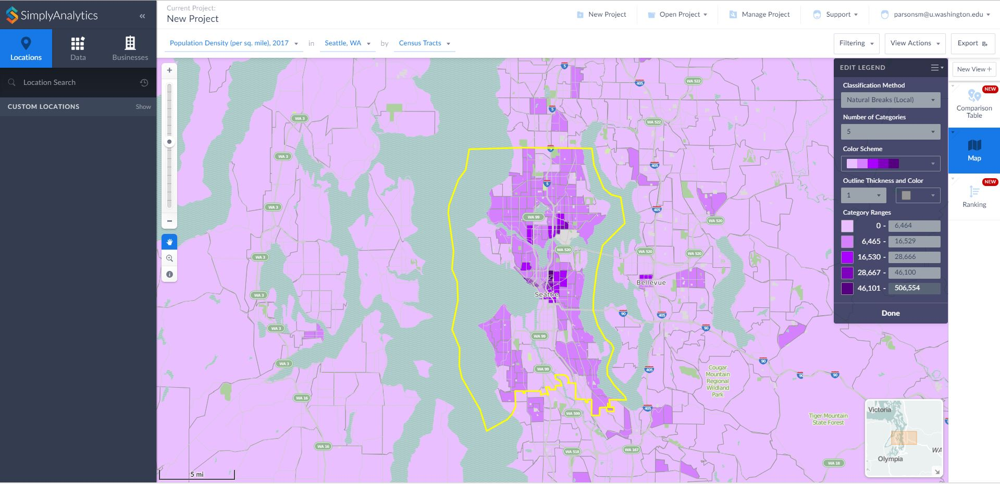 SimplyAnalytics
«
Current Project:
New Project
New Project
Open Project
Manage Project
Support
parsonsm@u.washington.edu
Locations
Data
Businesses
Population Density (per sq. mile), 2017
in
Seattle, WA
by
Census Tracts
Filtering
View Actions
Export
Location Search
CUSTOM LOCATIONS
Show
EDIT LEGEND
Classification Method
Natural Breaks (Local)
Number of Categories
5
Color Scheme
Outline Thickness and Color
1
Category Ranges
0 - 6,464
6,465 - 16,529
16,530 - 28,666
28,667 - 46,100
46,101 - 506,554
Done
New View +
NEW
Comparison
Table
Map
NEW
Ranking
5
405
WA 522
5
WA 3
WA 522
5
WA 3
405
5
WA 3
405
WA 99
WA 520
WA 520
WA 520
WA 520
WA 3
Bellevue
Seattle
WA 3
90
405
WA 3
90
WA 99
WA 3
90
WA 99
405
90
90
Cougar
Mountain
Regional
Wildland
Park
WA 16
405
WA 599
Tiger Mountain
State Forest
WA 16
WA 518
WA 167
WA 18
5 mi
Victoria
WA
Olympia